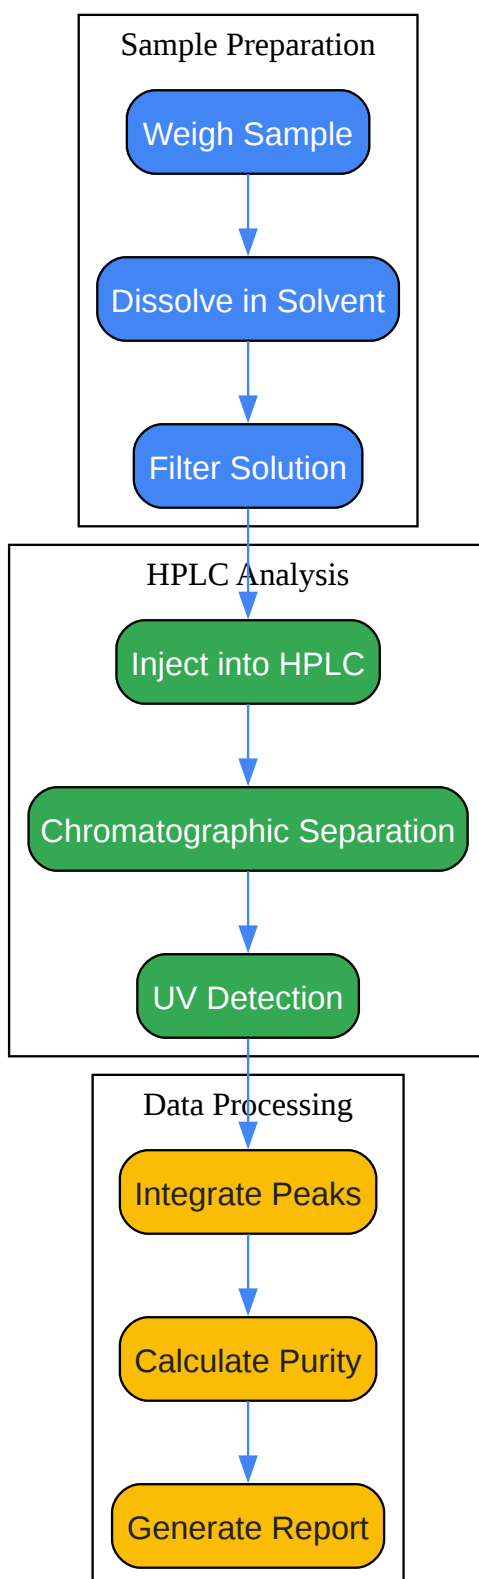 Sample Preparation
Weigh Sample
Dissolve in Solvent
Filter Solution
HPLC Analysis
Inject into HPLC
Chromatographic Separation
UV Detection
Data Processing
Integrate Peaks
Calculate Purity
Generate Report